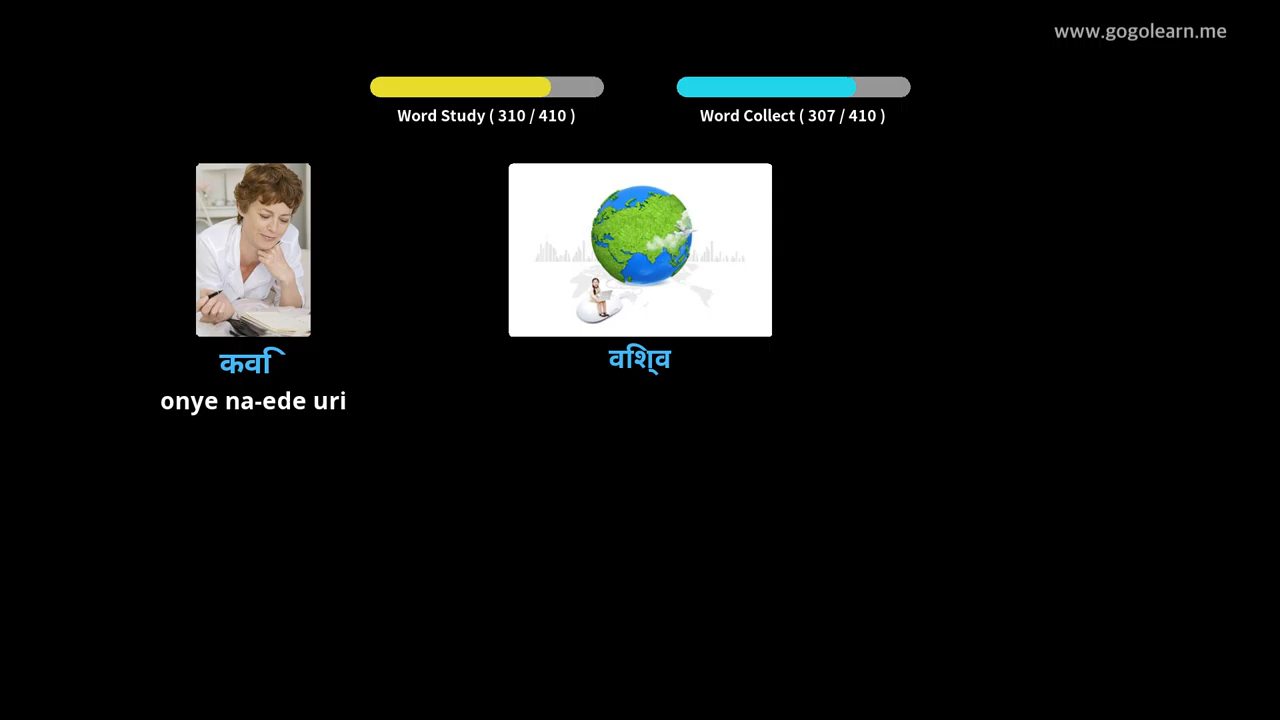 www.gogolearn.me
Word Study ( 310 / 410 )
Word Collect ( 307 / 410 )
कवि
onye na-ede uri
विश्व